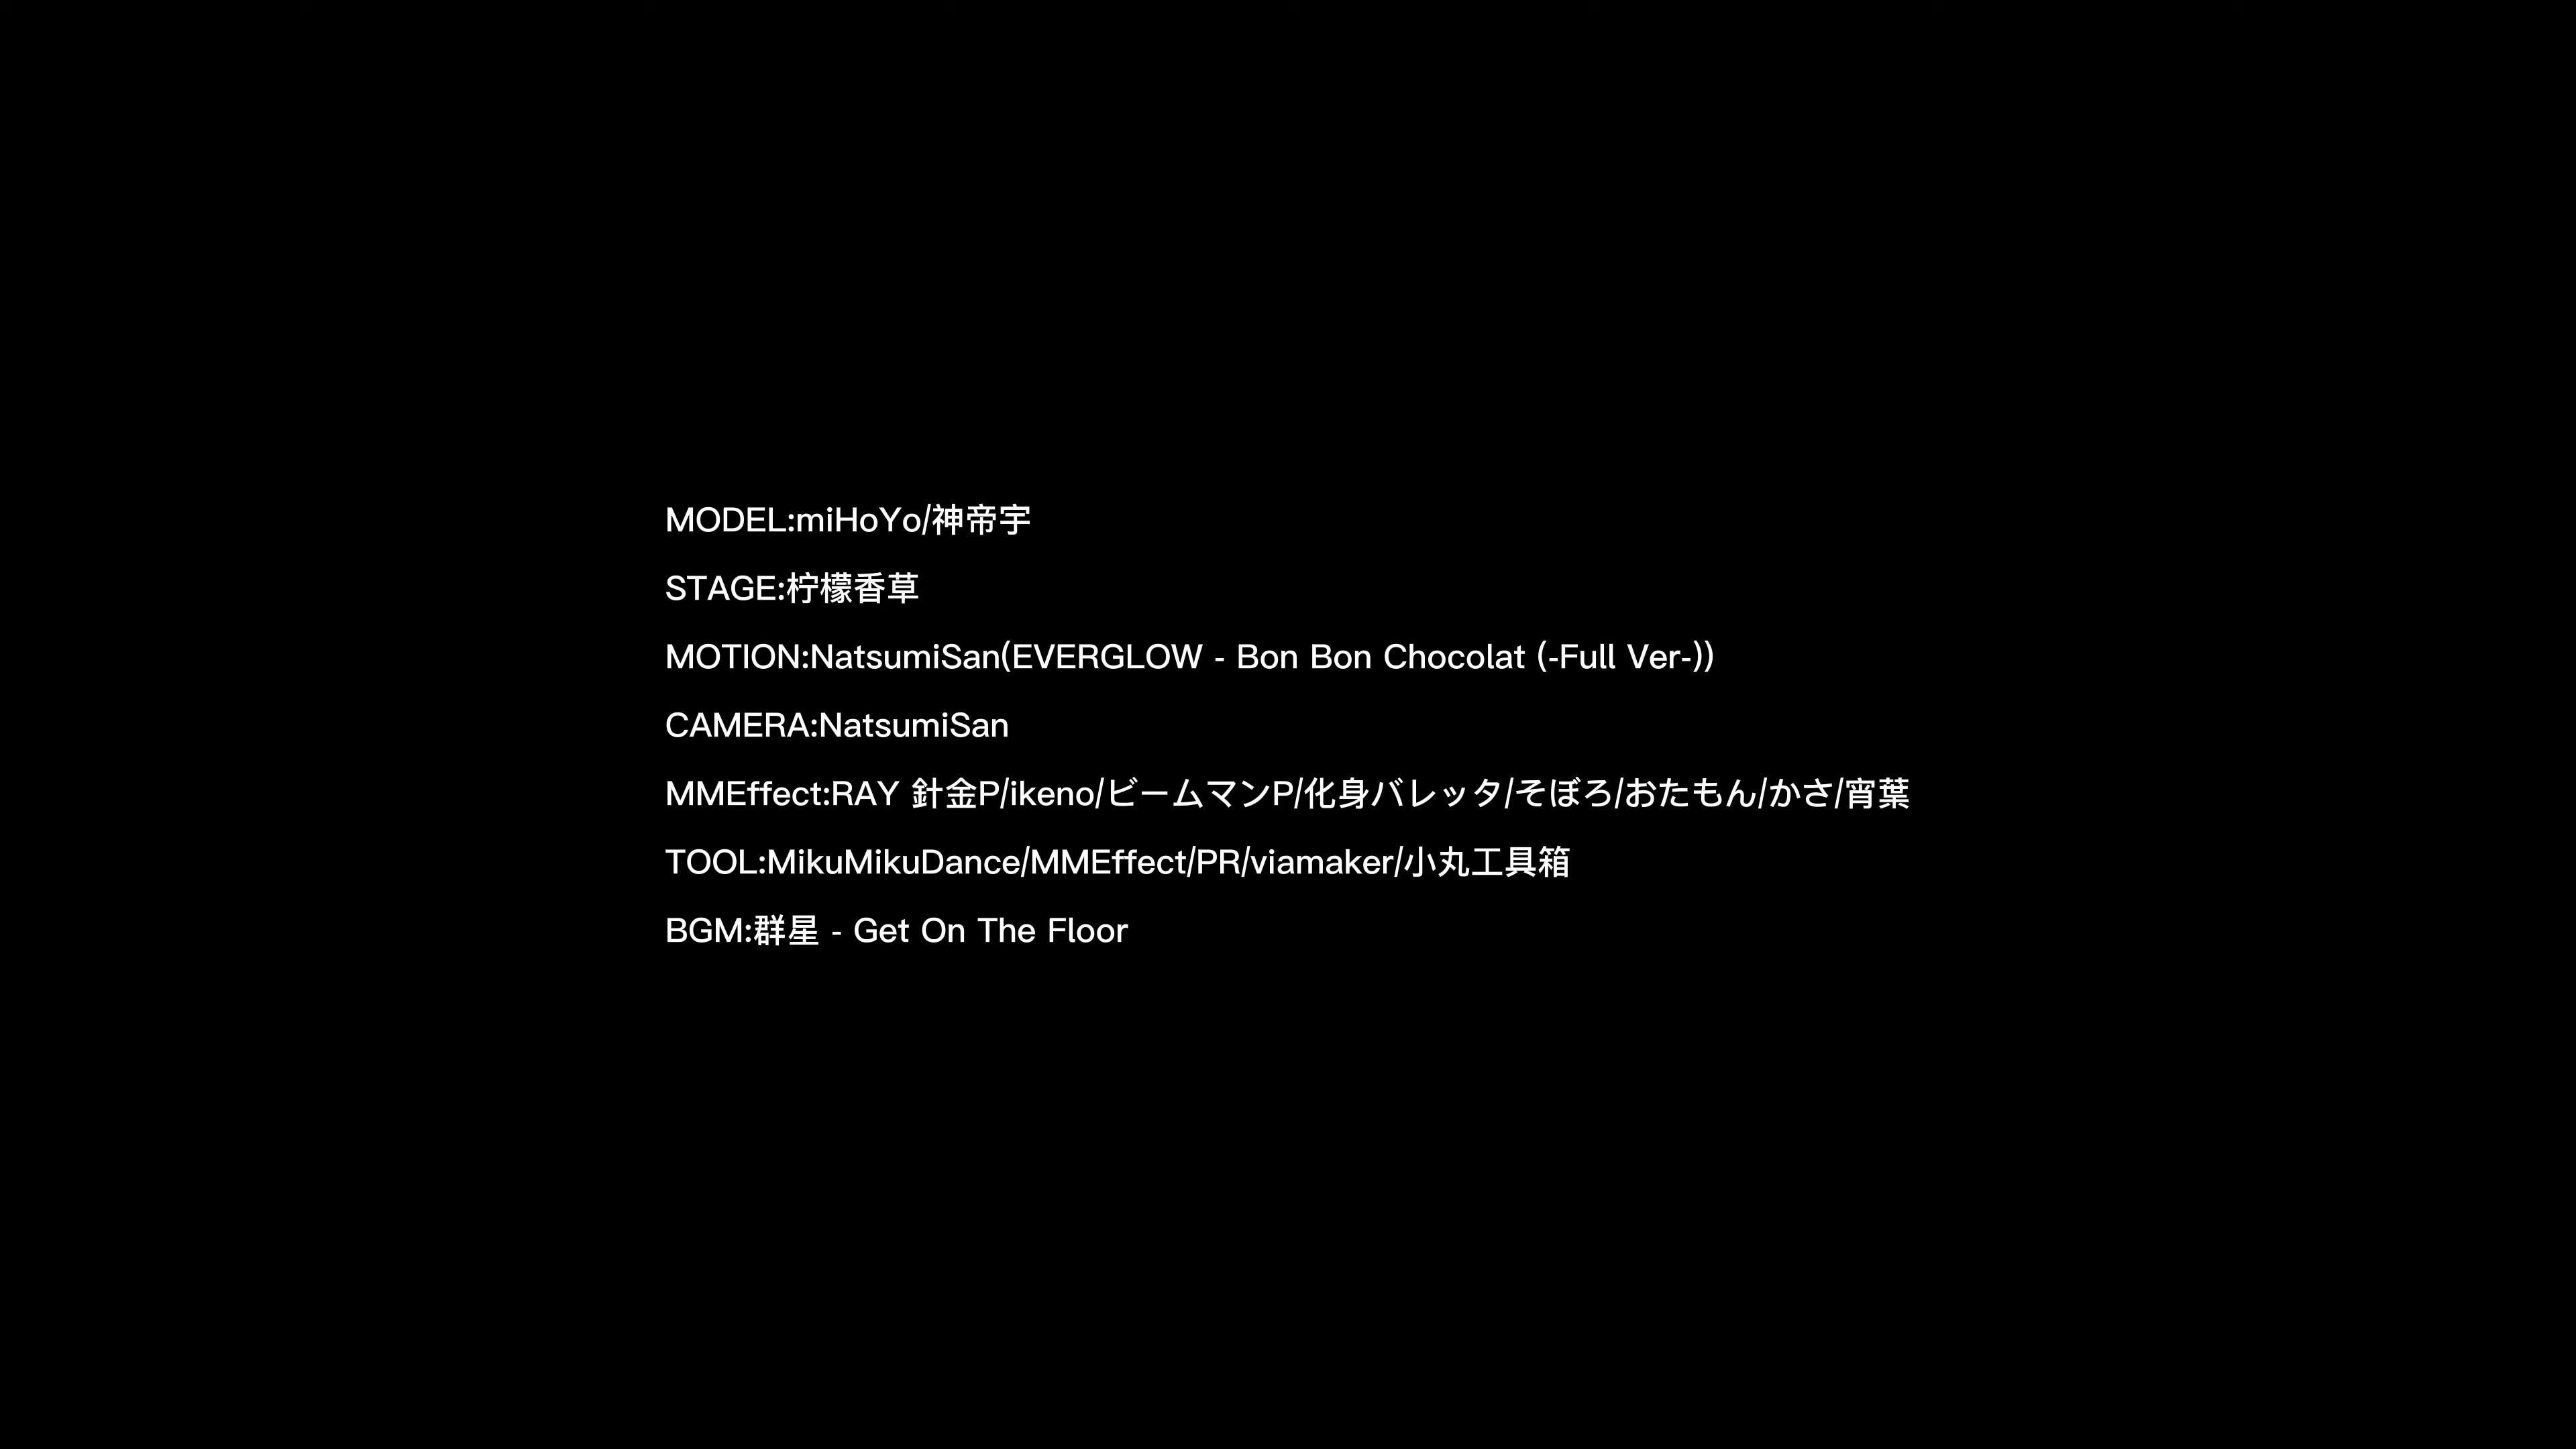 MODEL:miHoYo/神帝宇
STAGE:柠檬香草
MOTION:NatsumiSan(EVERGLOW - Bon Bon Chocolat (-Full Ver-))
CAMERA:NatsumiSan
MMEffect:RAY 針金P/ikeno/ビームマンP/化身バレッタ/そぼろ/おたもん/かさ/宵葉
TOOL:MikuMikuDance/MMEffect/PR/viamaker/小丸工具箱
BGM:群星 - Get On The Floor